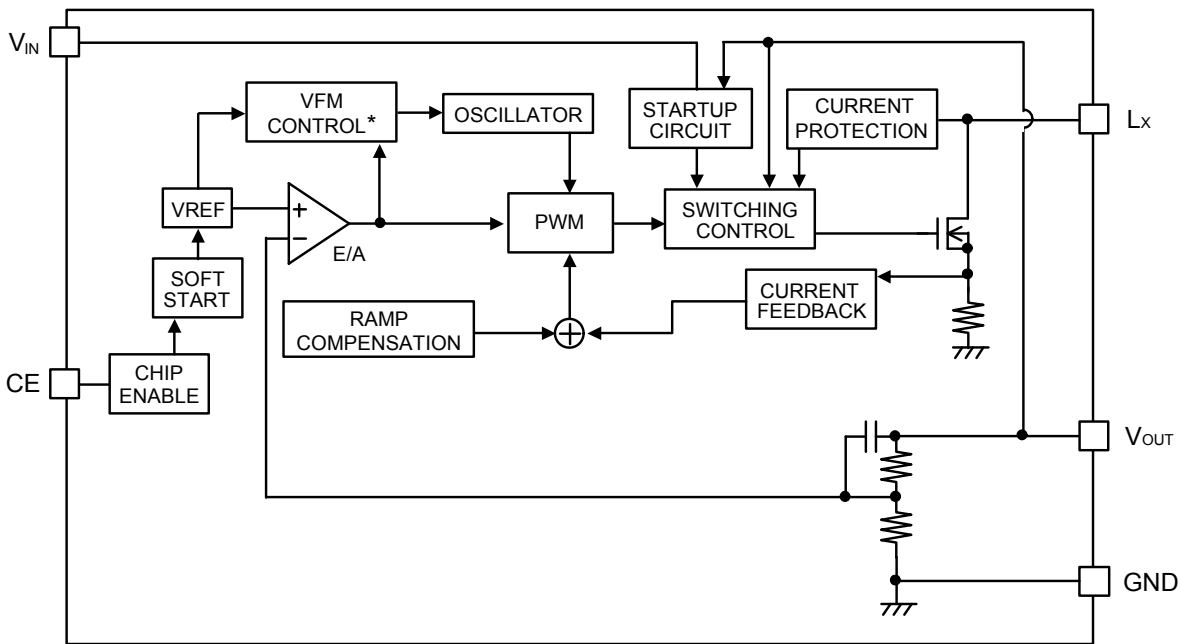 VIN
VFM
CONTROL*
OSCILLATOR
STARTUP
CIRCUIT
CURRENT
PROTECTION
LX
VREF
+
−
E/A
PWM
SWITCHING
CONTROL
SOFT
START
RAMP
COMPENSATION
CURRENT
FEEDBACK
CE
CHIP
ENABLE
VOUT
GND